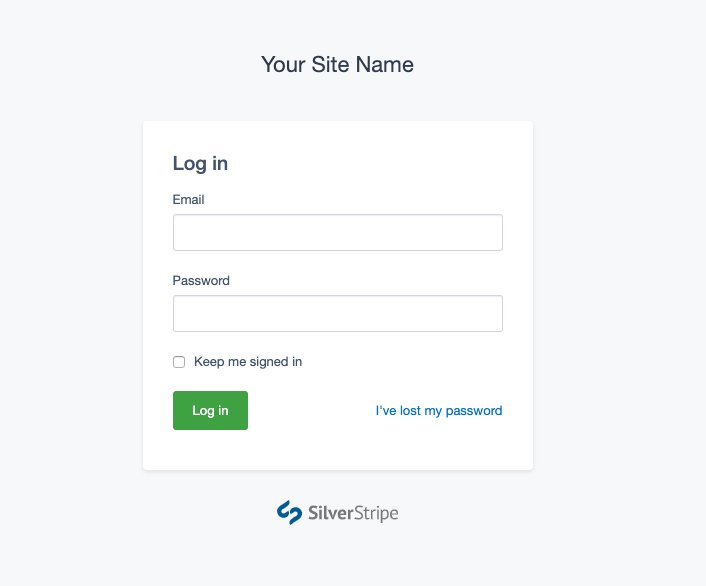 Your Site Name
Log in
Email
Password
Keep me signed in
Log in I've lost my password
SilverStripe